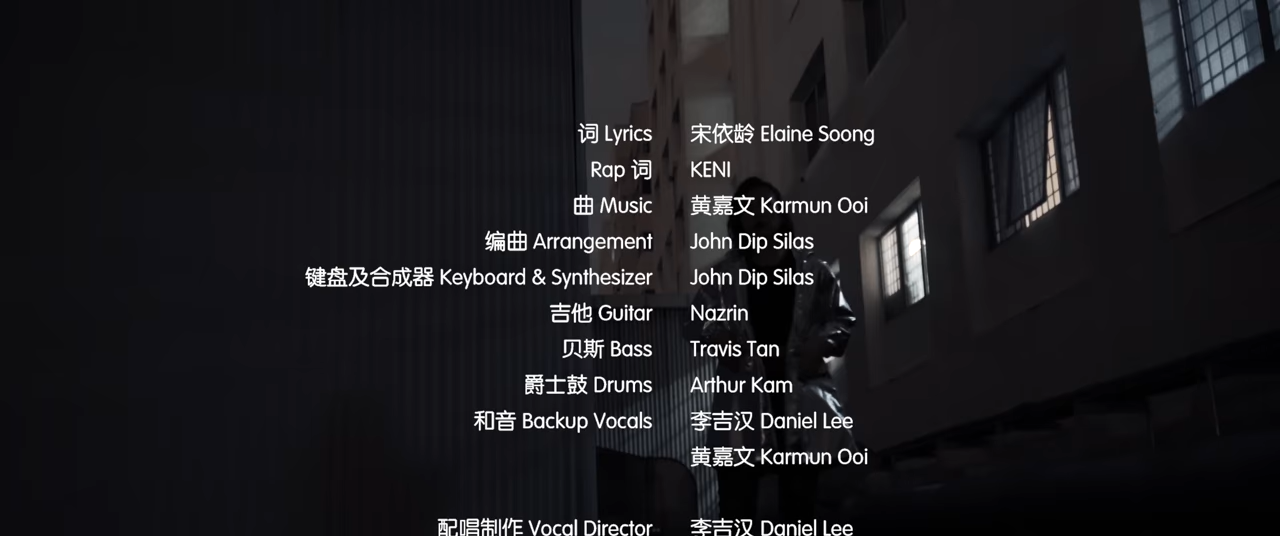 词 Lyrics 宋依龄 Elaine Soong
Rap 词 KENI
曲 Music 黄嘉文 Karmun Ooi
编曲 Arrangement John Dip Silas
键盘及合成器 Keyboard & Synthesizer John Dip Silas
吉他 Guitar Nazrin
贝斯 Bass Travis Tan
爵士鼓 Drums Arthur Kam
和音 Backup Vocals 李吉汉 Daniel Lee
黄嘉文 Karmun Ooi
配唱制作 Vocal Director 李吉汉 Daniel Lee